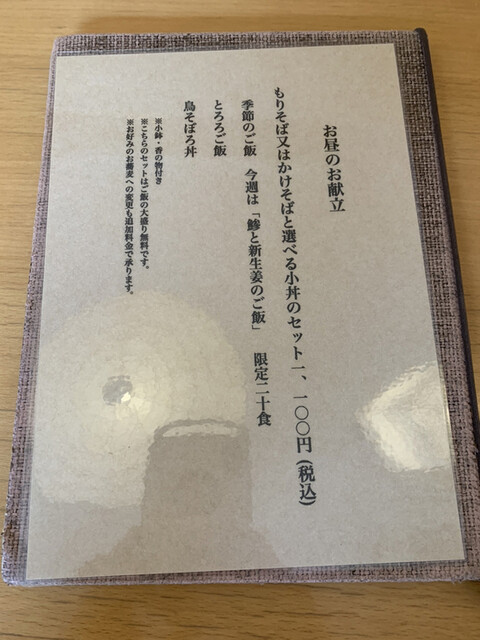 お昼のお献立
もりそば又はかけそばと選べる小丼のセット一、一〇〇円(税込)
季節のご飯 今週は「鯵と新生姜のご飯」 限定二十食
とろろご飯
鳥そぼろ丼
※小鉢・香の物付き
※こちらのセットはご飯の大盛り無料です。
※お好みのお蕎麦への変更も追加料金で承ります。